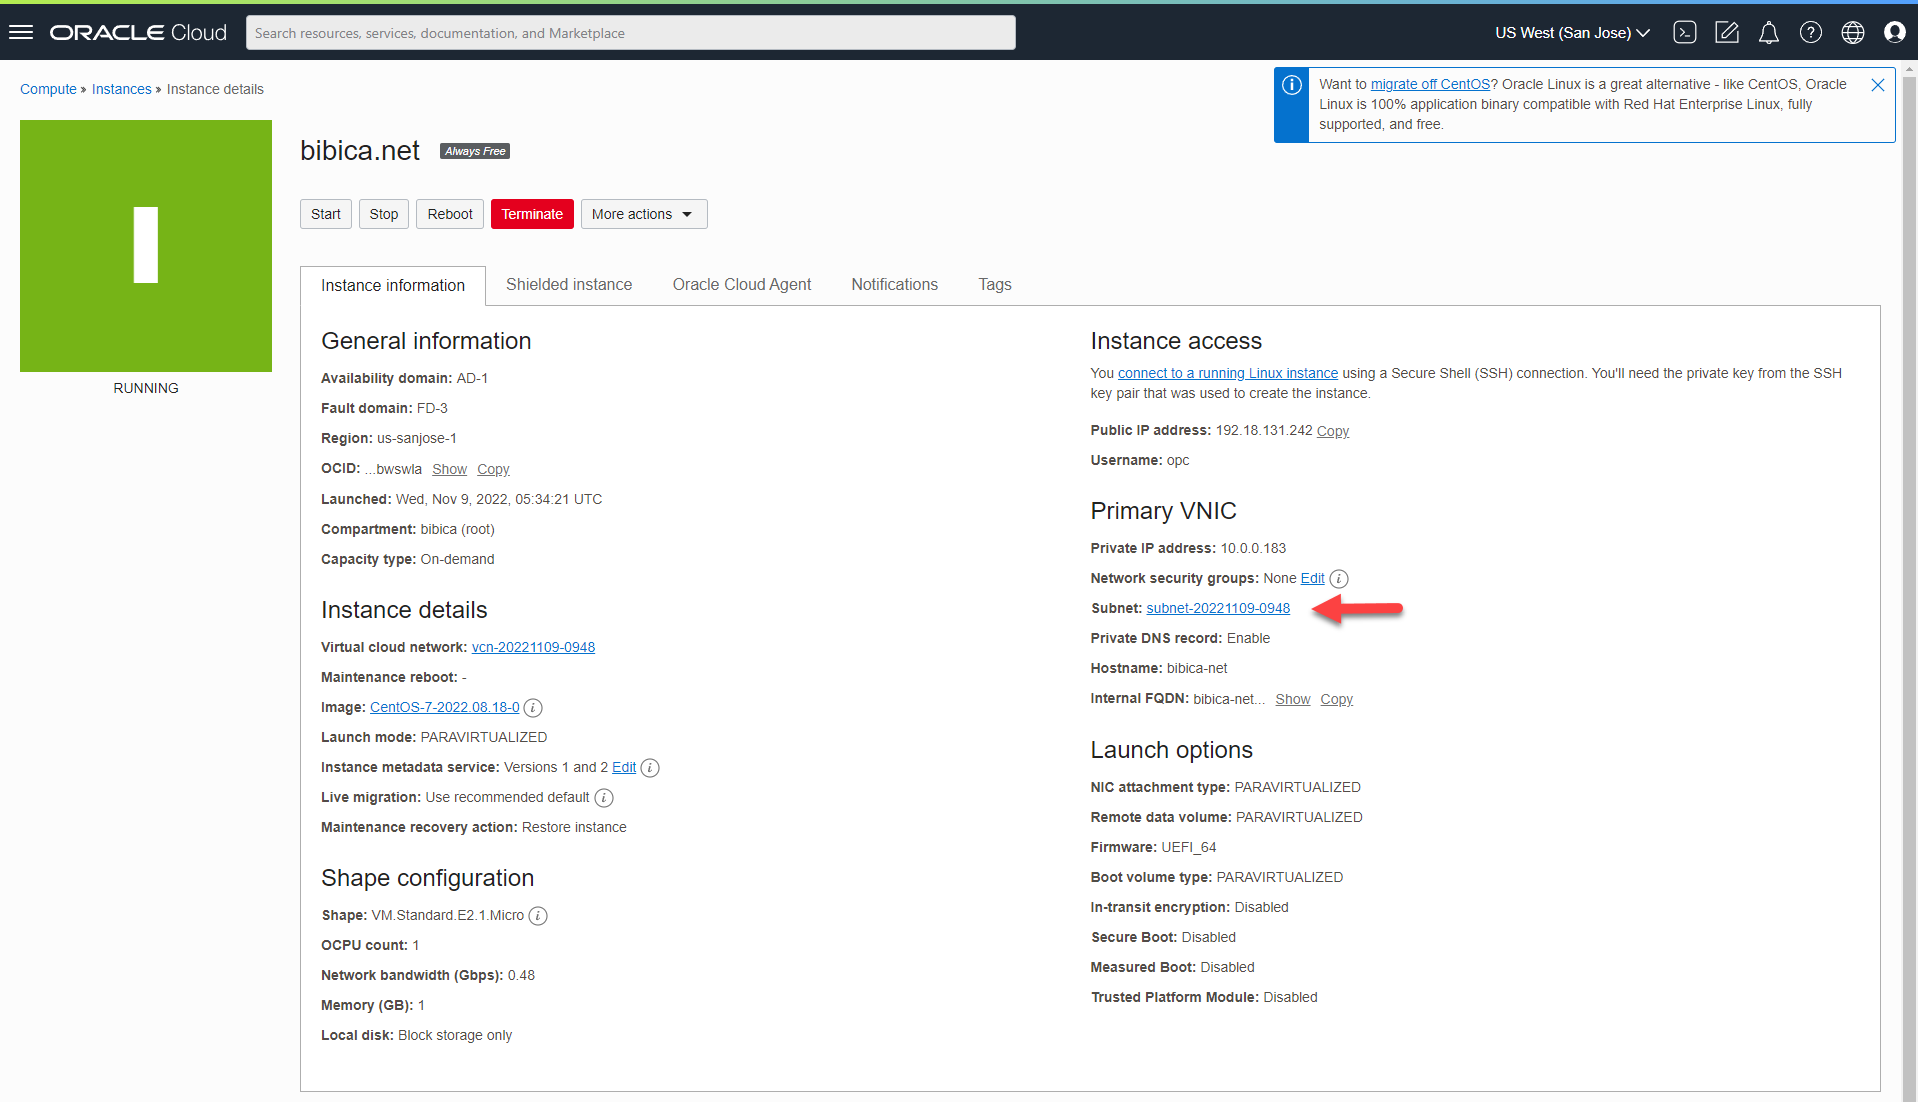 ORACLE Cloud
Search resources, services, documentation, and Marketplace
US West (San Jose)
Compute » Instances » Instance details
Want to migrate off CentOS? Oracle Linux is a great alternative - like CentOS, Oracle
Linux is 100% application binary compatible with Red Hat Enterprise Linux, fully
supported, and free.
I
RUNNING
bibica.net
Always Free
Start
Stop
Reboot
Terminate
More actions
Instance information
Shielded instance
Oracle Cloud Agent
Notifications
Tags
General information
Availability domain: AD-1
Fault domain: FD-3
Region: us-sanjose-1
OCID: ...bwswla Show Copy
Launched: Wed, Nov 9, 2022, 05:34:21 UTC
Compartment: bibica (root)
Capacity type: On-demand
Instance details
Virtual cloud network: vcn-20221109-0948
Maintenance reboot: -
Image: CentOS-7-2022.08.18-0
Launch mode: PARAVIRTUALIZED
Instance metadata service: Versions 1 and 2 Edit
Live migration: Use recommended default
Maintenance recovery action: Restore instance
Shape configuration
Shape: VM.Standard.E2.1.Micro
OCPU count: 1
Network bandwidth (Gbps): 0.48
Memory (GB): 1
Local disk: Block storage only
Instance access
You connect to a running Linux instance using a Secure Shell (SSH) connection. You'll need the private key from the SSH
key pair that was used to create the instance.
Public IP address: 192.18.131.242 Copy
Username: opc
Primary VNIC
Private IP address: 10.0.0.183
Network security groups: None Edit
Subnet: subnet-20221109-0948
Private DNS record: Enable
Hostname: bibica-net
Internal FQDN: bibica-net... Show Copy
Launch options
NIC attachment type: PARAVIRTUALIZED
Remote data volume: PARAVIRTUALIZED
Firmware: UEFI_64
Boot volume type: PARAVIRTUALIZED
In-transit encryption: Disabled
Secure Boot: Disabled
Measured Boot: Disabled
Trusted Platform Module: Disabled